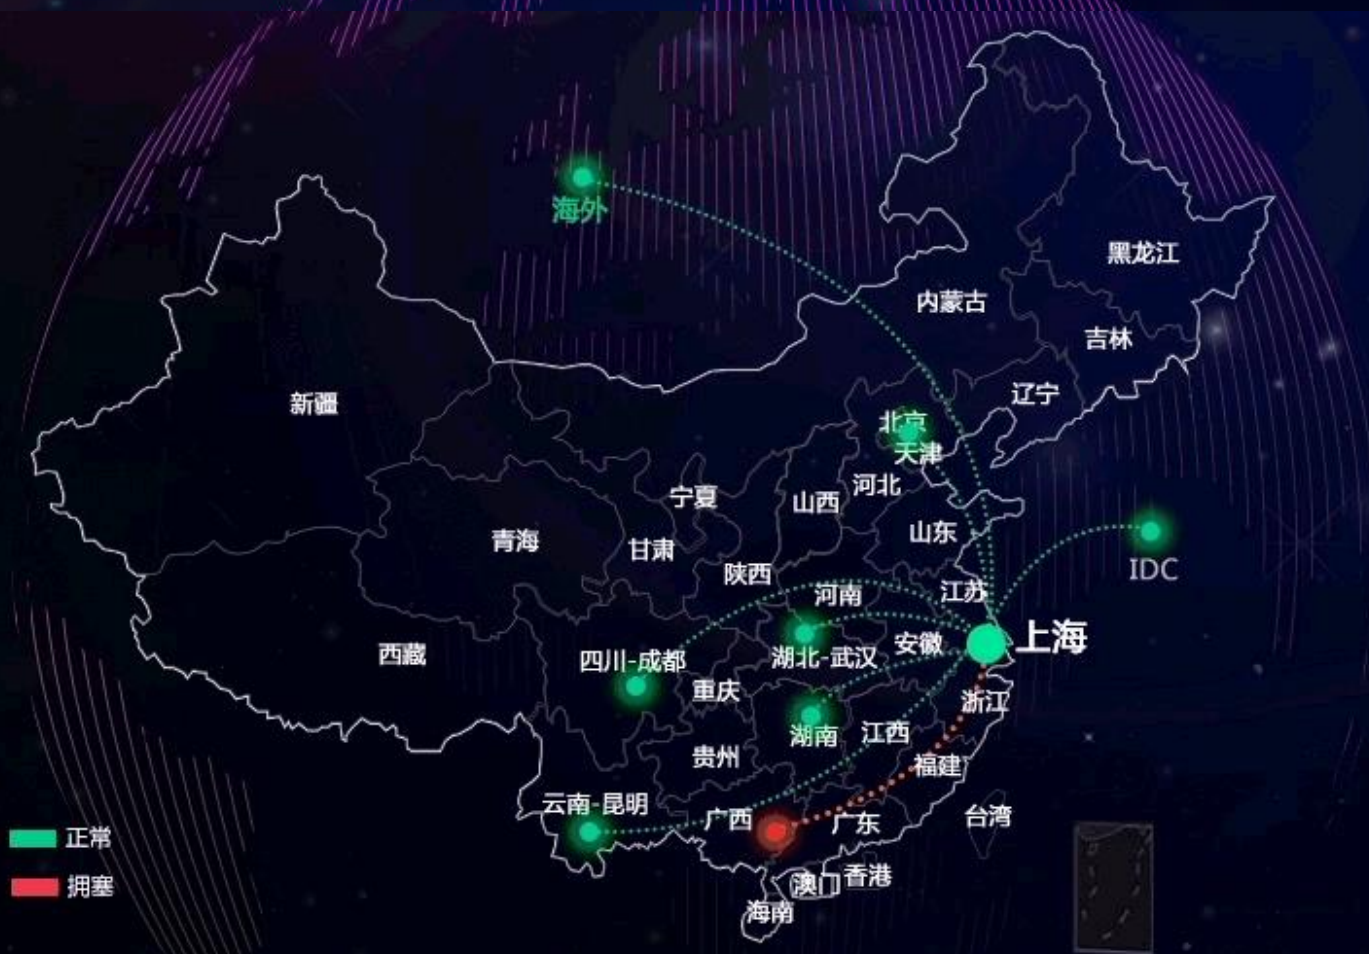 海外
黑龙江
内蒙古
吉林
辽宁
新疆
北京
天津
河北
宁夏
山西
山东
青海
甘肃
IDC
陕西
河南
江苏
上海
安徽
西藏
四川-成都
湖北-武汉
重庆
浙江
湖南
江西
贵州
福建
云南-昆明
广西
广东
台湾
正常
香港
澳门
拥塞
海南